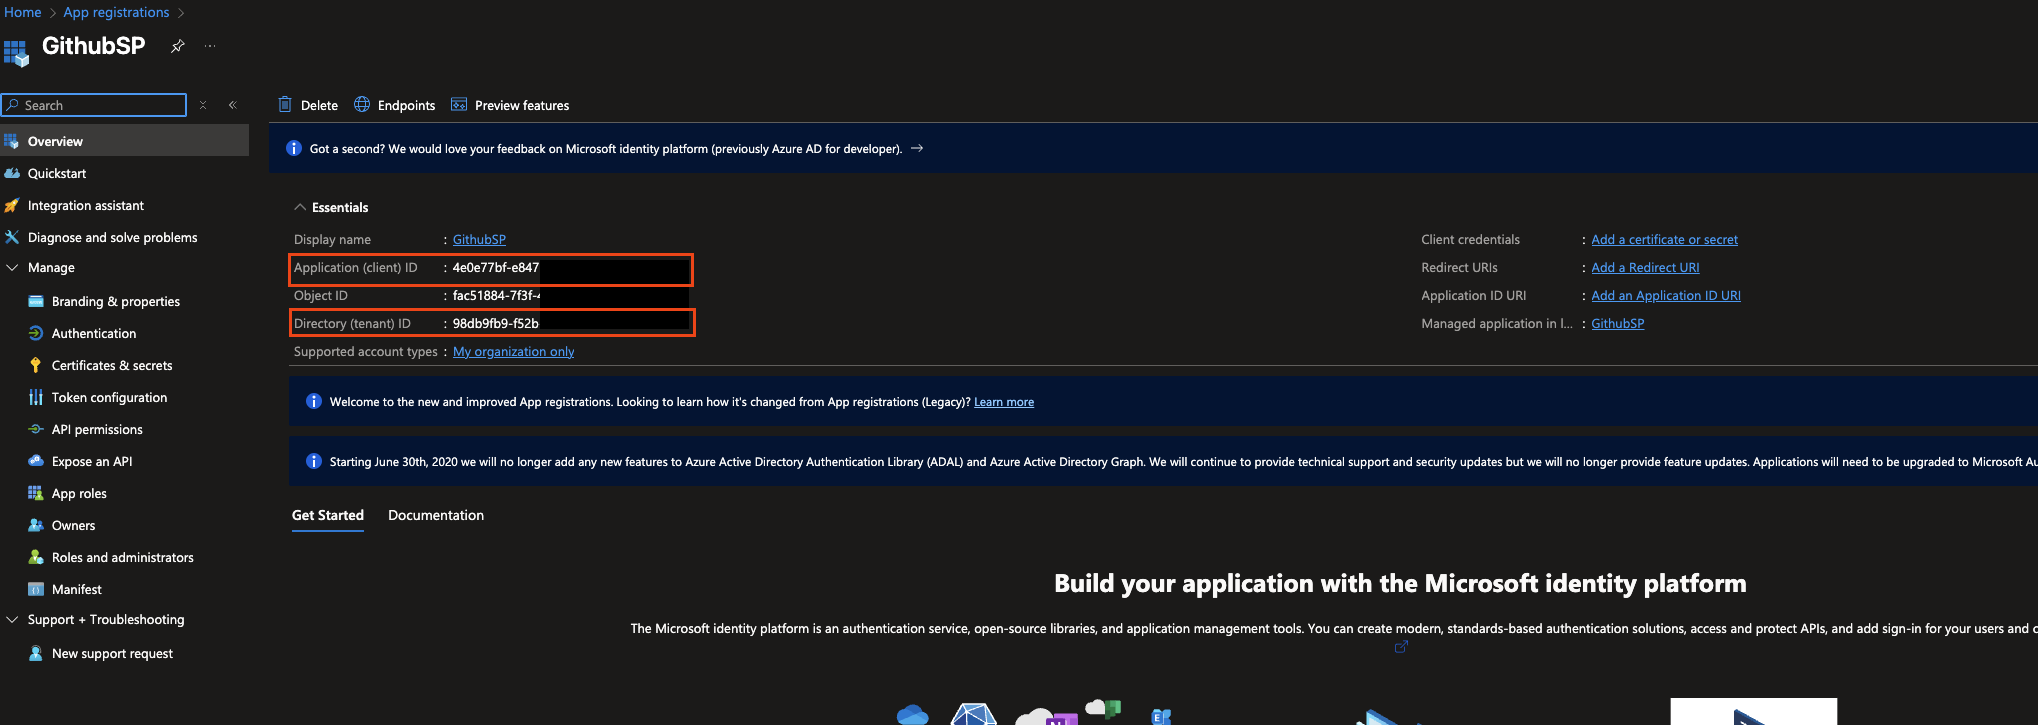 Home > App registrations >
GithubSP
Search
Delete Endpoints Preview features
Overview
Got a second? We would love your feedback on Microsoft identity platform (previously Azure AD for developer). →
Quickstart
Integration assistant
Diagnose and solve problems
Manage
Branding & properties
Authentication
Certificates & secrets
Token configuration
API permissions
Expose an API
App roles
Owners
Roles and administrators
Manifest
Support + Troubleshooting
New support request
Essentials
Display name : GithubSP
Application (client) ID : 4e0e77bf-e847
Object ID : fac51884-7f3f-
Directory (tenant) ID : 98db9fb9-f52b
Supported account types : My organization only
Client credentials : Add a certificate or secret
Redirect URIs : Add a Redirect URI
Application ID URI : Add an Application ID URI
Managed application in l... : GithubSP
Welcome to the new and improved App registrations. Looking to learn how it's changed from App registrations (Legacy)? Learn more
Starting June 30th, 2020 we will no longer add any new features to Azure Active Directory Authentication Library (ADAL) and Azure Active Directory Graph. We will continue to provide technical support and security updates but we will no longer provide feature updates. Applications will need to be upgraded to Microsoft Au
Get Started Documentation
Build your application with the Microsoft identity platform
The Microsoft identity platform is an authentication service, open-source libraries, and application management tools. You can create modern, standards-based authentication solutions, access and protect APIs, and add sign-in for your users and c